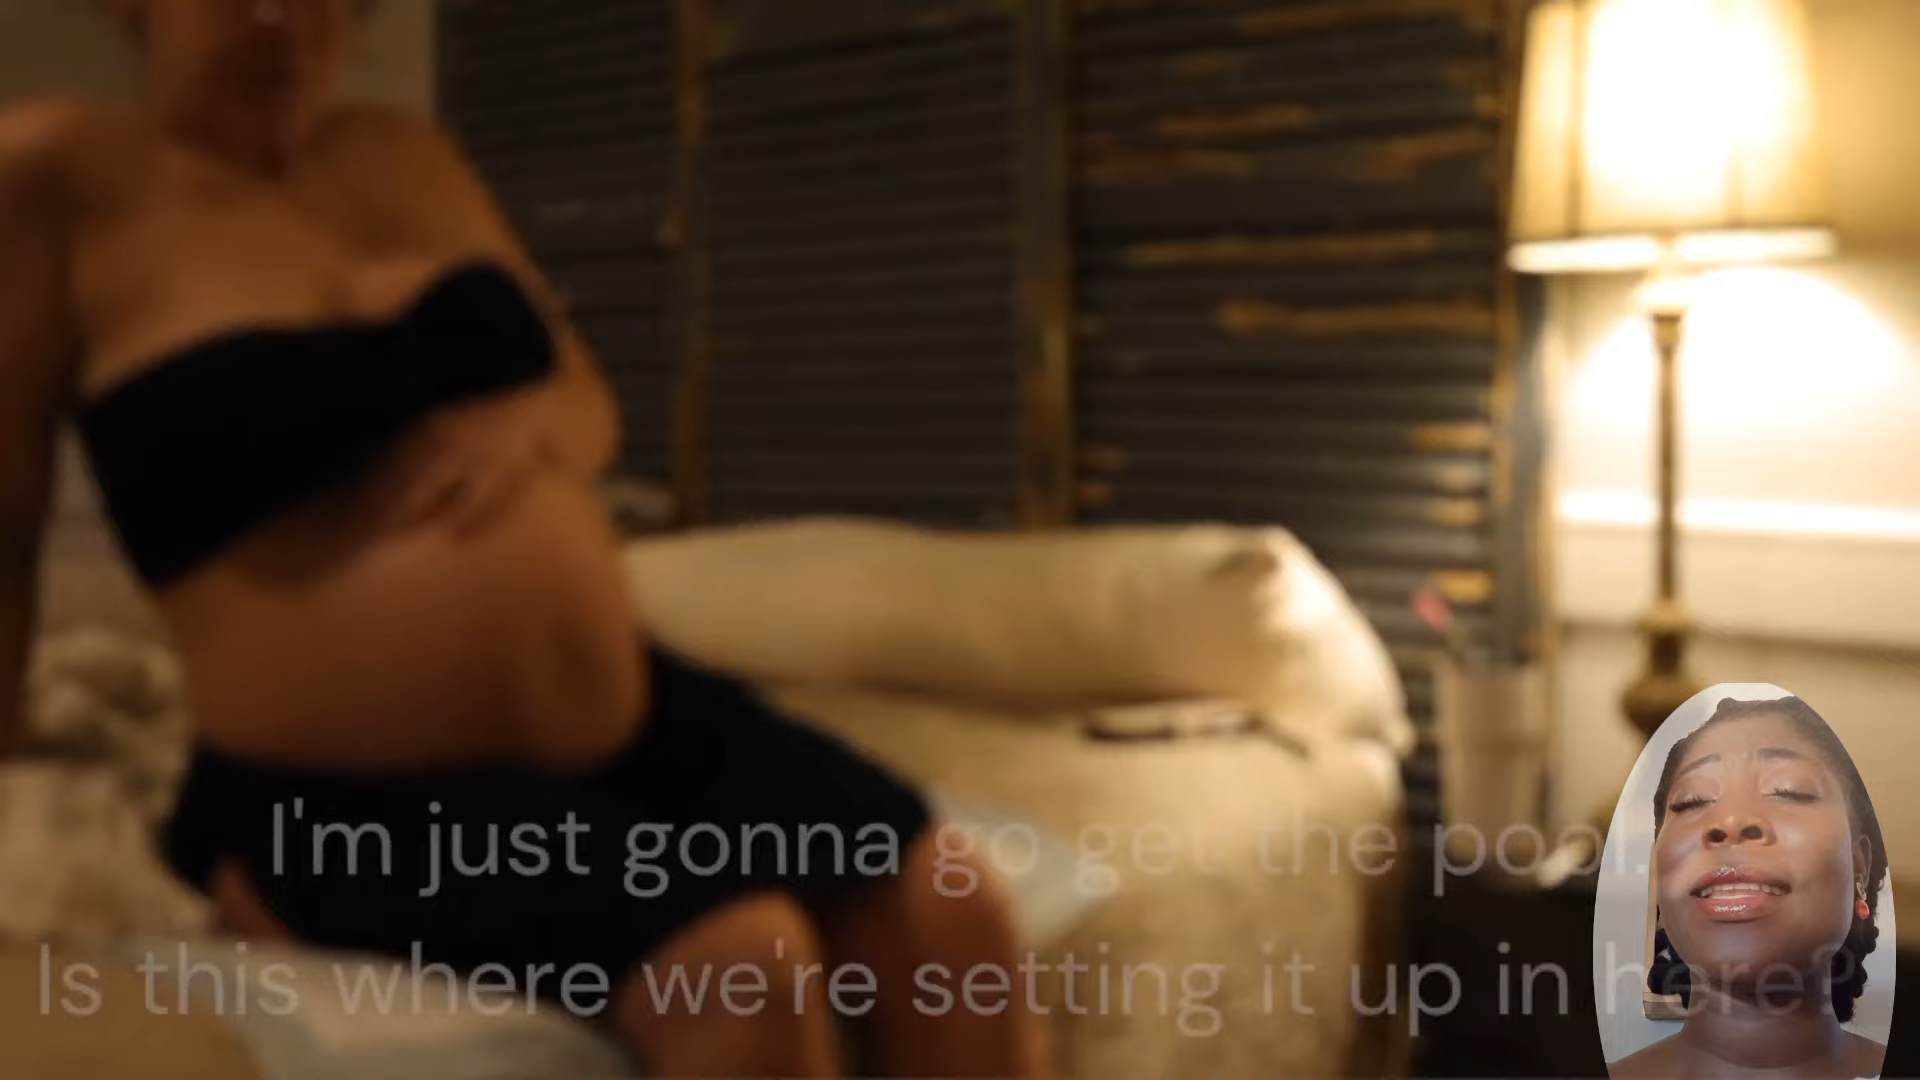 I'm just gonna go get the pool.
Is this where we're setting it up in here?